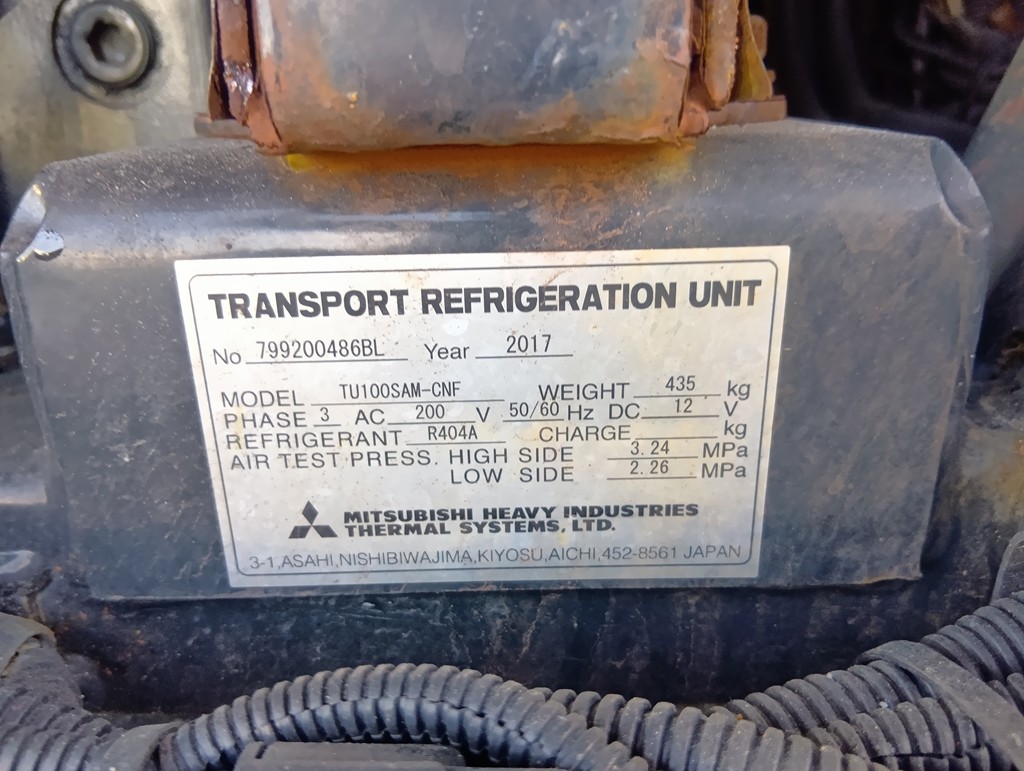 TRANSPORT REFRIGERATION UNIT
No 799200486BL Year 2017
MODEL TU100SAM-CNF WEIGHT 435 kg
PHASE 3 AC 200 V 50/60 Hz DC 12 V
REFRIGERANT R404A CHARGE kg
AIR TEST PRESS. HIGH SIDE 3.24 MPa
LOW SIDE 2.26 MPa
MITSUBISHI HEAVY INDUSTRIES
THERMAL SYSTEMS, LTD.
3-1,ASAHI,NISHIBIWAJIMA,KIYOSU,AICHI,452-8561 JAPAN